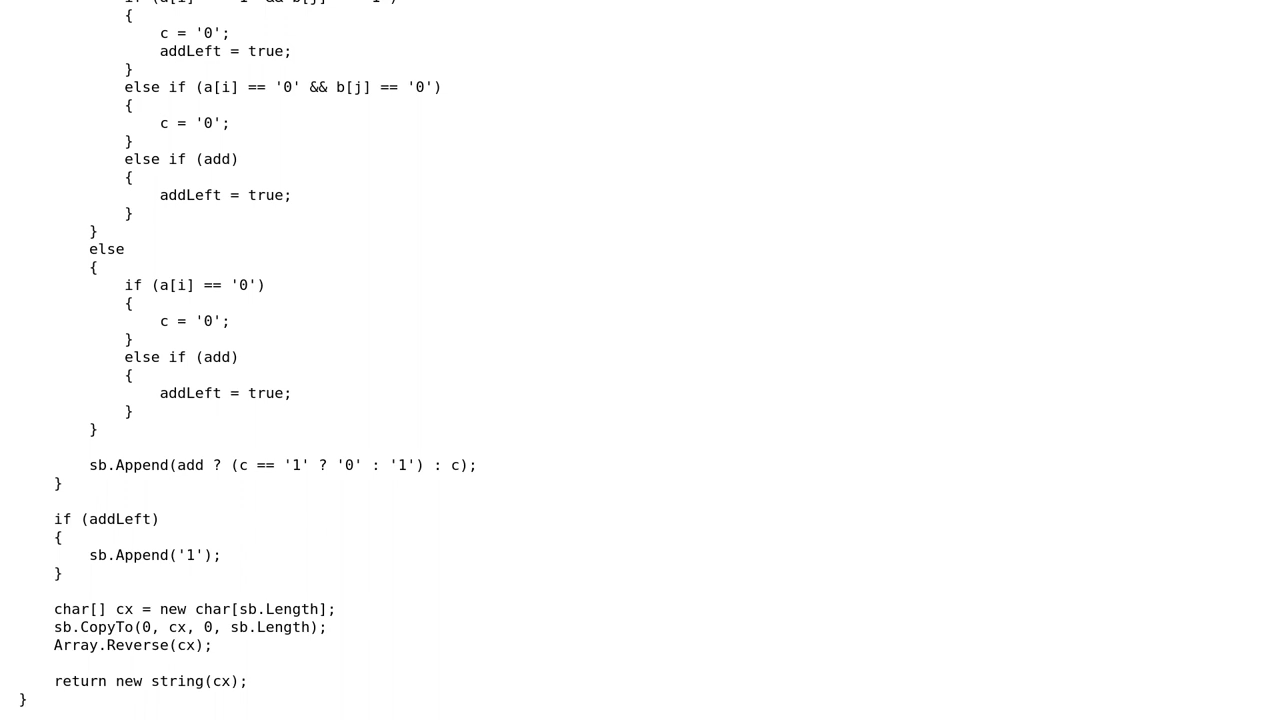 {
c = '0';
addLeft = true;
}
else if (a[i] == '0' && b[j] == '0')
{
c = '0';
}
else if (add)
{
addLeft = true;
}
}
else
{
if (a[i] == '0')
{
c = '0';
}
else if (add)
{
addLeft = true;
}
}
sb.Append(add ? (c == '1' ? '0' : '1') : c);
}
if (addLeft)
{
sb.Append('1');
}
char[] cx = new char[sb.Length];
sb.CopyTo(0, cx, 0, sb.Length);
Array.Reverse(cx);
return new string(cx);
}